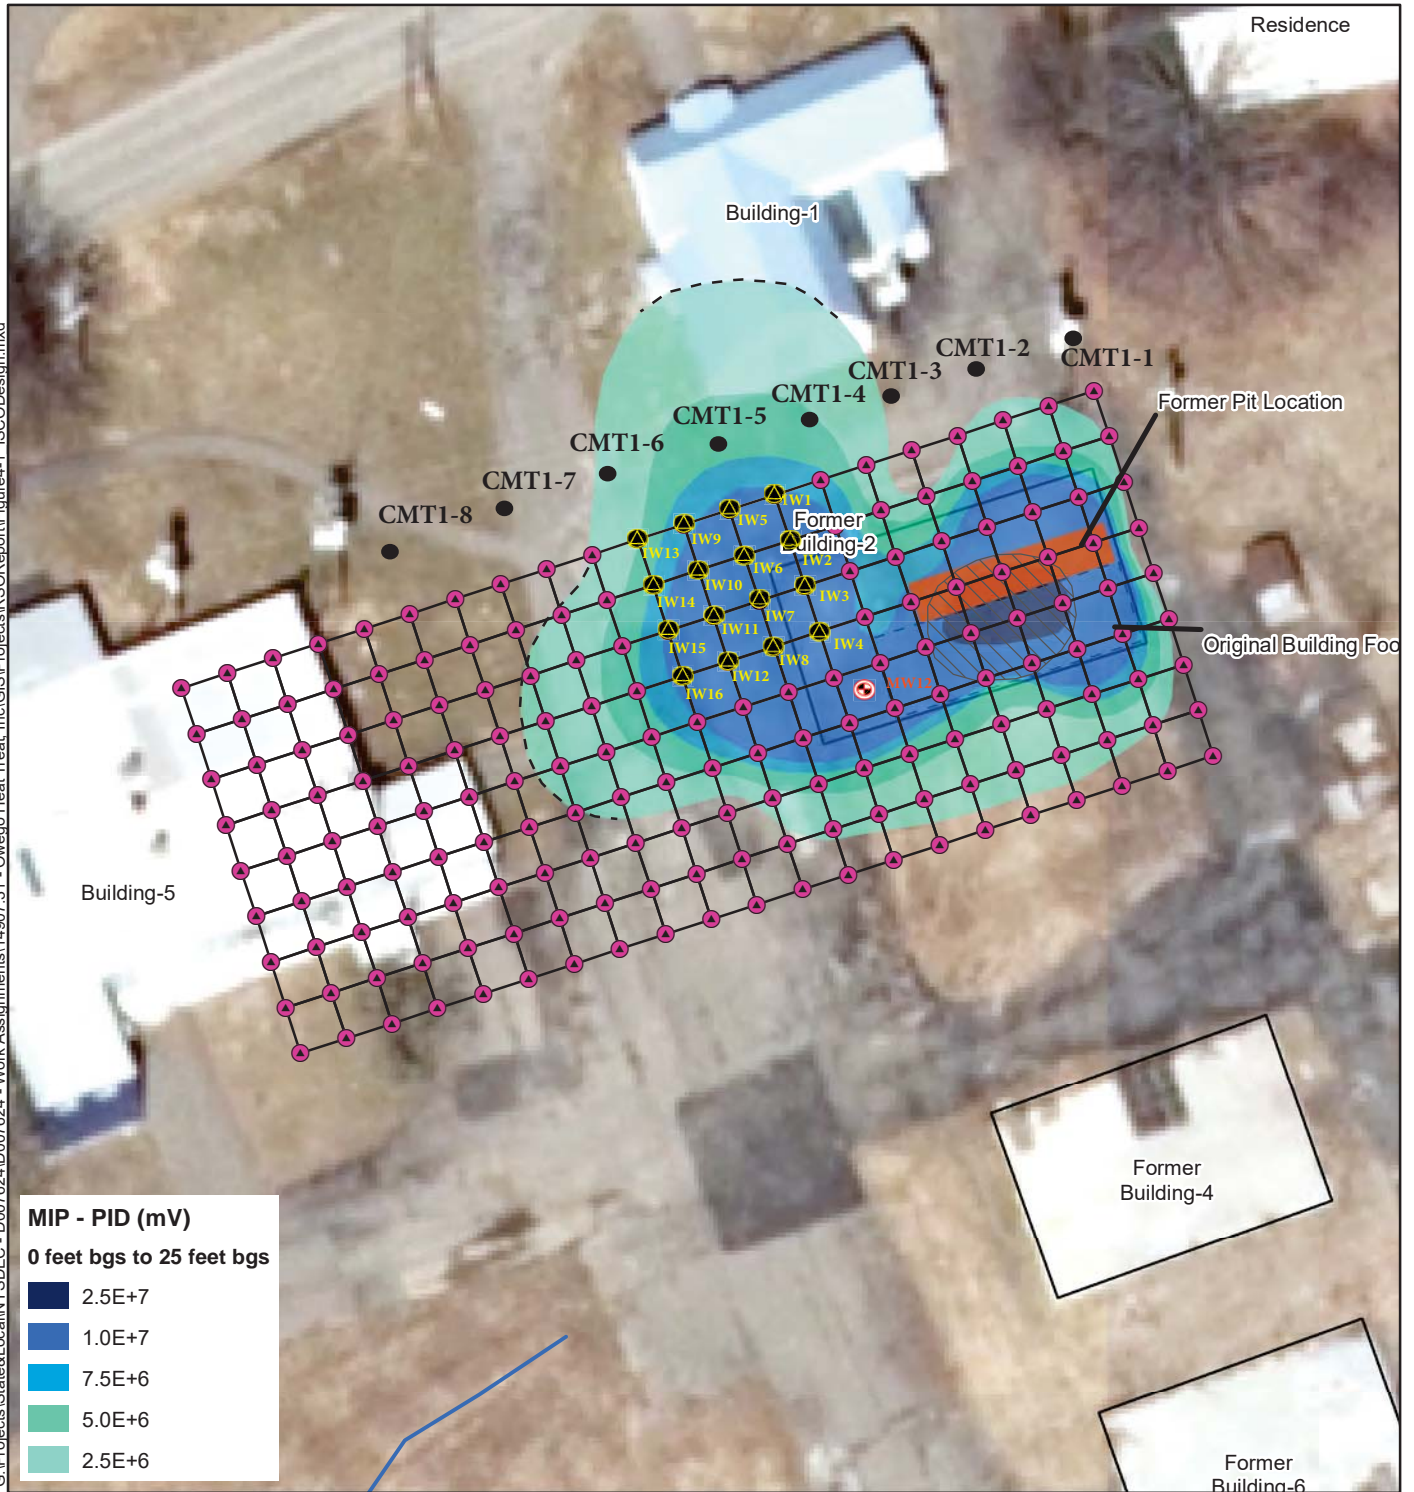 Residence
Building-1
CMT1-2
CMT1-1
CMT1-3
Former Pit Location
CMT1-4
CMT1-5
CMT1-6
CMT1-7
CMT1-8
IW1
IW5
IW9
IW13
Former
Building-2
IW2
IW6
IW10
IW14
IW3
IW7
IW11
IW15
IW4
IW8
IW12
IW16
MW12
Original Building Foo
Building-5
Former
Building-4
Former
Building-6
MIP - PID (mV)
0 feet bgs to 25 feet bgs
2.5E+7
1.0E+7
7.5E+6
5.0E+6
2.5E+6